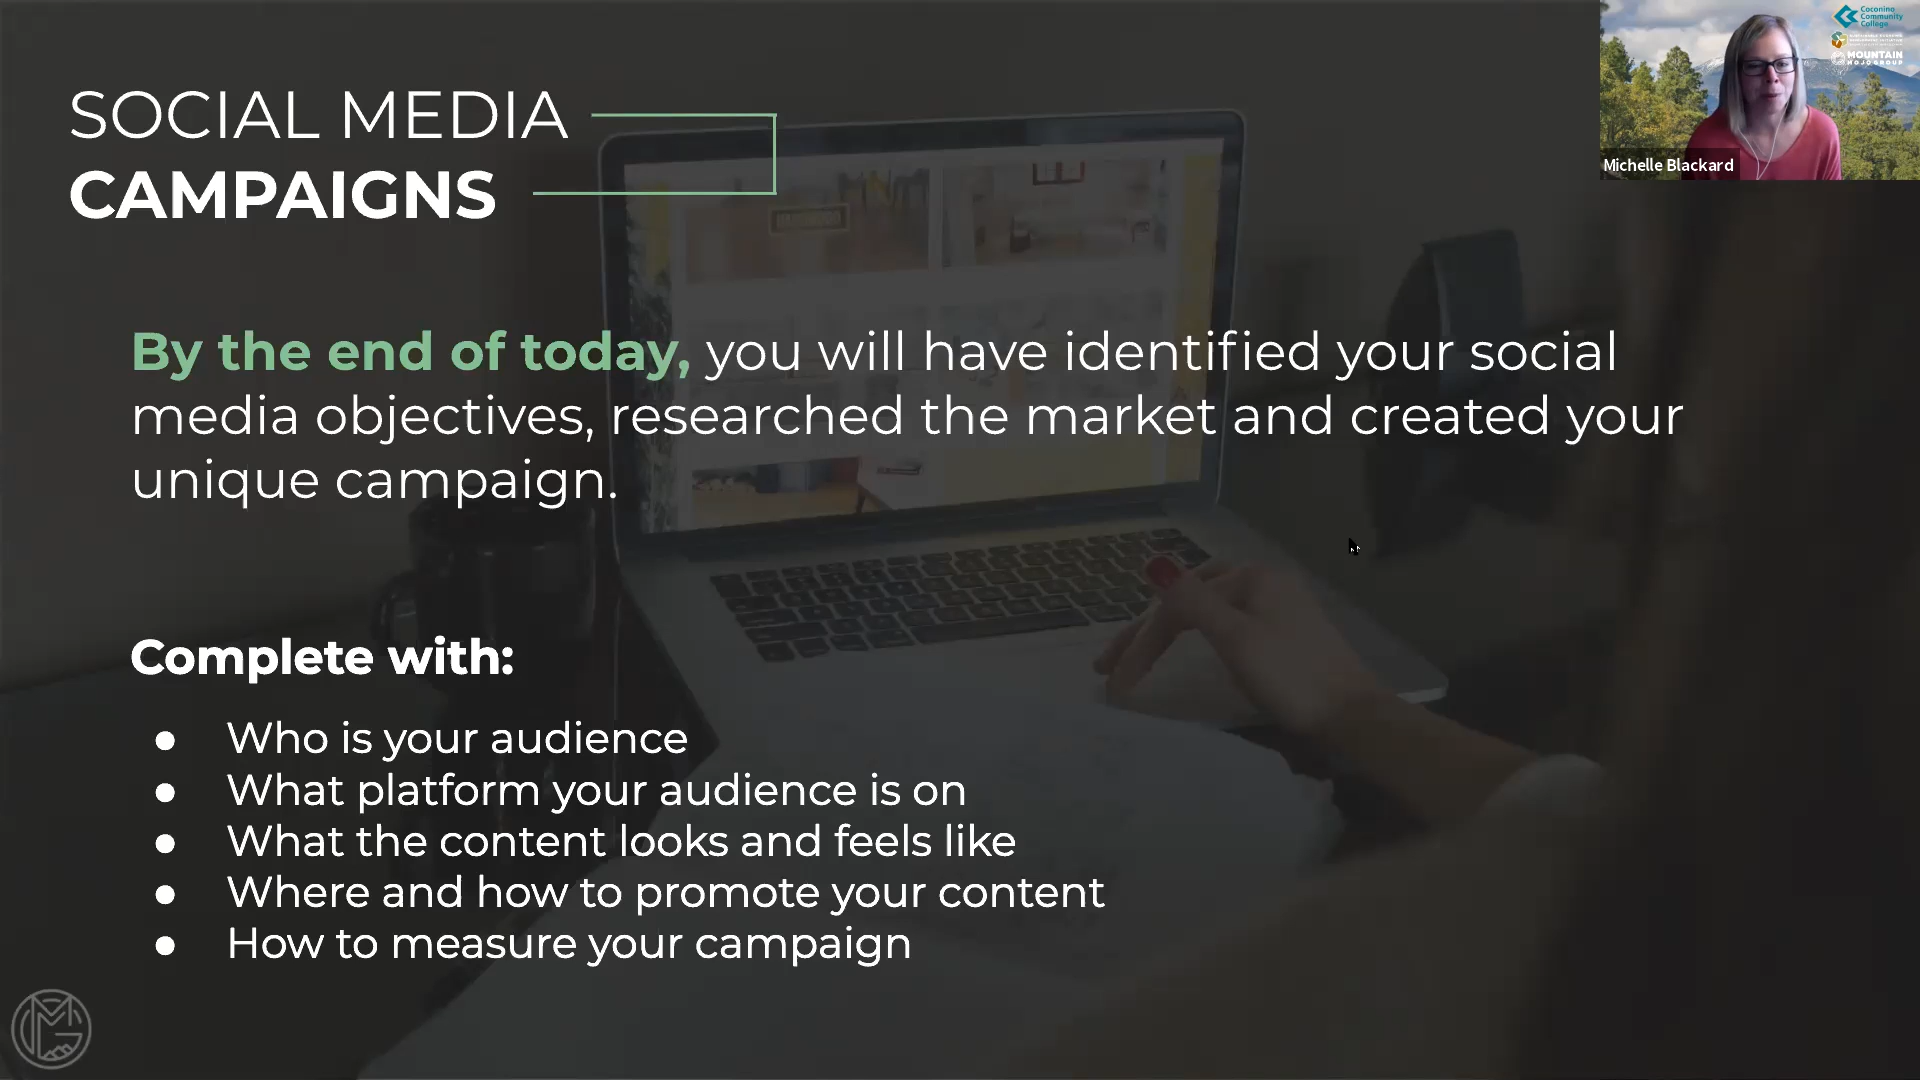 SOCIAL MEDIA
CAMPAIGNS
Coconino
Community
College
MOUNTAIN
MOJO GROUP
Michelle Blackard
By the end of today, you will have identified your social
media objectives, researched the market and created your
unique campaign.
Complete with:
● Who is your audience
● What platform your audience is on
● What the content looks and feels like
● Where and how to promote your content
● How to measure your campaign